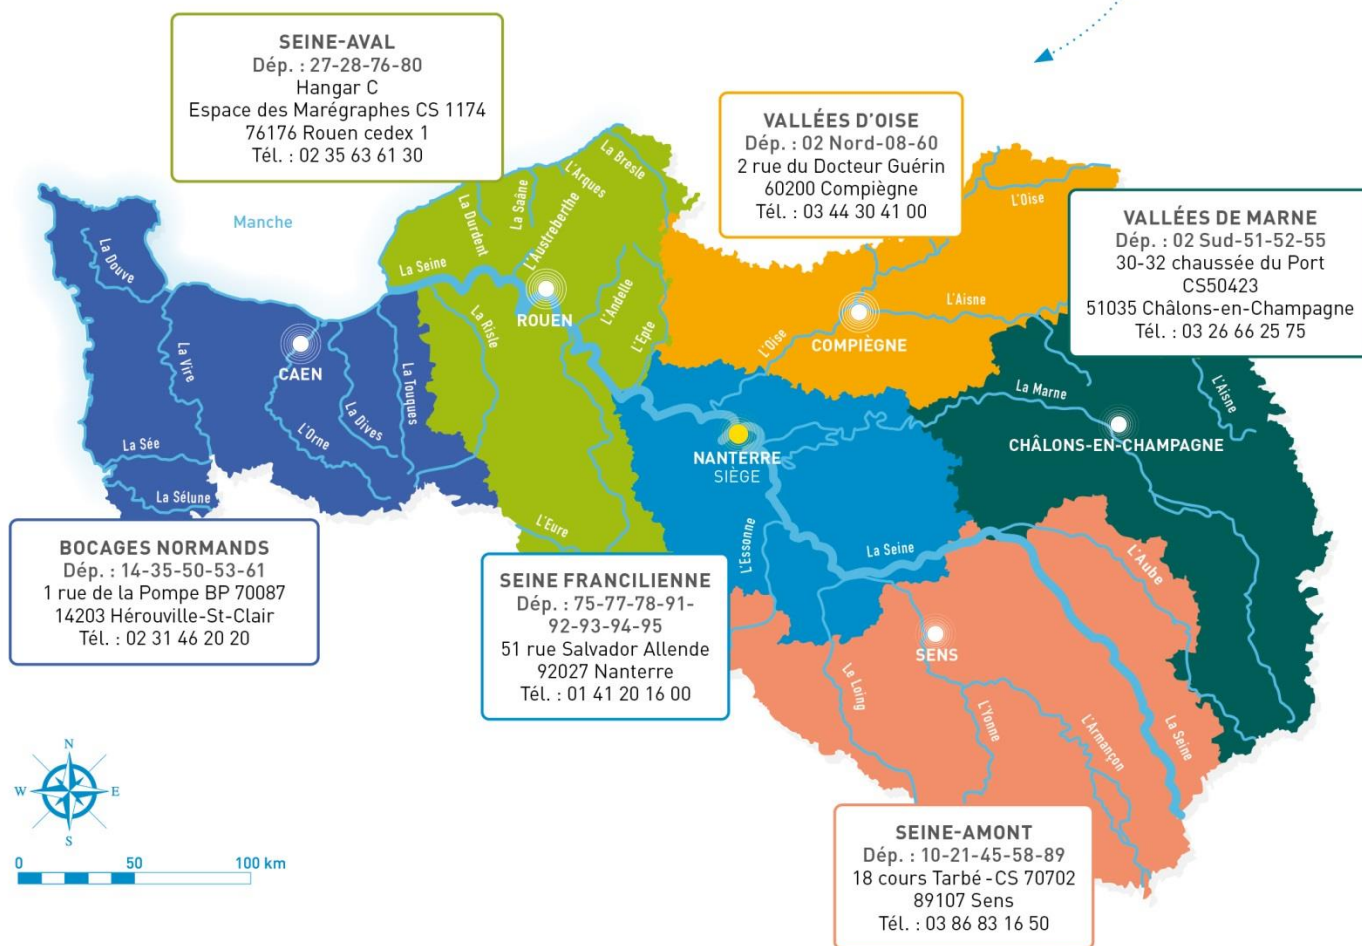 SEINE-AVAL
Dép. : 27-28-76-80
Hangar C
Espace des Marégraphes CS 1174
76176 Rouen cedex 1
Tél. : 02 35 63 61 30
VALLÉES D'OISE
Dép. : 02 Nord-08-60
2 rue du Docteur Guérin
60200 Compiègne
Tél. : 03 44 30 41 00
VALLÉES DE MARNE
Dép. : 02 Sud-51-52-55
30-32 chaussée du Port
CS50423
51035 Châlons-en-Champagne
Tél. : 03 26 66 25 75
Manche
La Douve
La Vire
La Sée
La Sélune
CAEN
L'Orne
La Dives
La Touques
La Seine
La Durdent
La Saâne
L'Arques
La Bresle
L'Austreberthe
ROUEN
La Risle
L'Andelle
L'Epte
L'Eure
L'Oise
L'Oise
L'Aisne
COMPIÈGNE
La Marne
L'Aisne
CHÂLONS-EN-CHAMPAGNE
NANTERRE
SIÈGE
L'Essonne
La Seine
L'Aube
SENS
Le Loing
L'Yonne
L'Armançon
La Seine
BOCAGES NORMANDS
Dép. : 14-35-50-53-61
1 rue de la Pompe BP 70087
14203 Hérouville-St-Clair
Tél. : 02 31 46 20 20
SEINE FRANCILIENNE
Dép. : 75-77-78-91-
92-93-94-95
51 rue Salvador Allende
92027 Nanterre
Tél. : 01 41 20 16 00
SEINE-AMONT
Dép. : 10-21-45-58-89
18 cours Tarbé - CS 70702
89107 Sens
Tél. : 03 86 83 16 50
N
W E
S
0 50 100 km